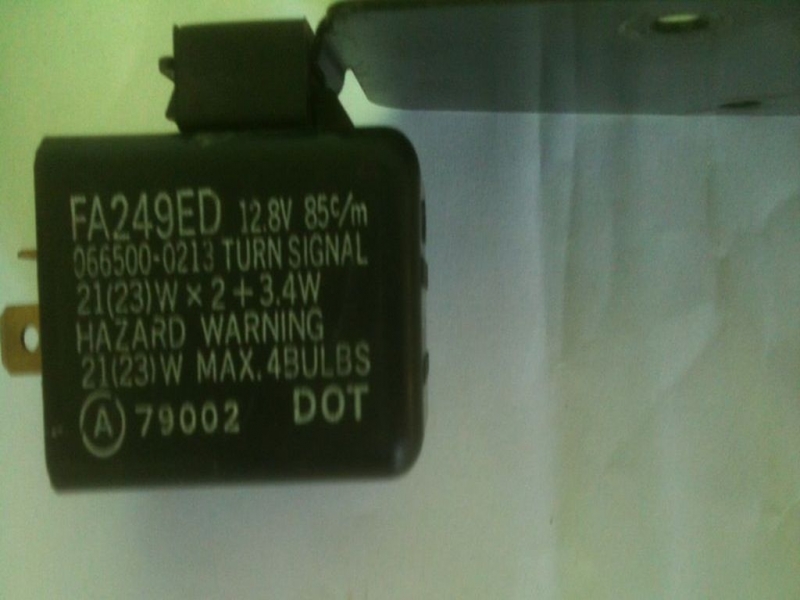 FA249ED 12.8V 85c/m
066500-0213 TURN SIGNAL
21(23)W × 2 + 3.4W
HAZARD WARNING
21(23)W MAX. 4BULBS
A 79002 DOT